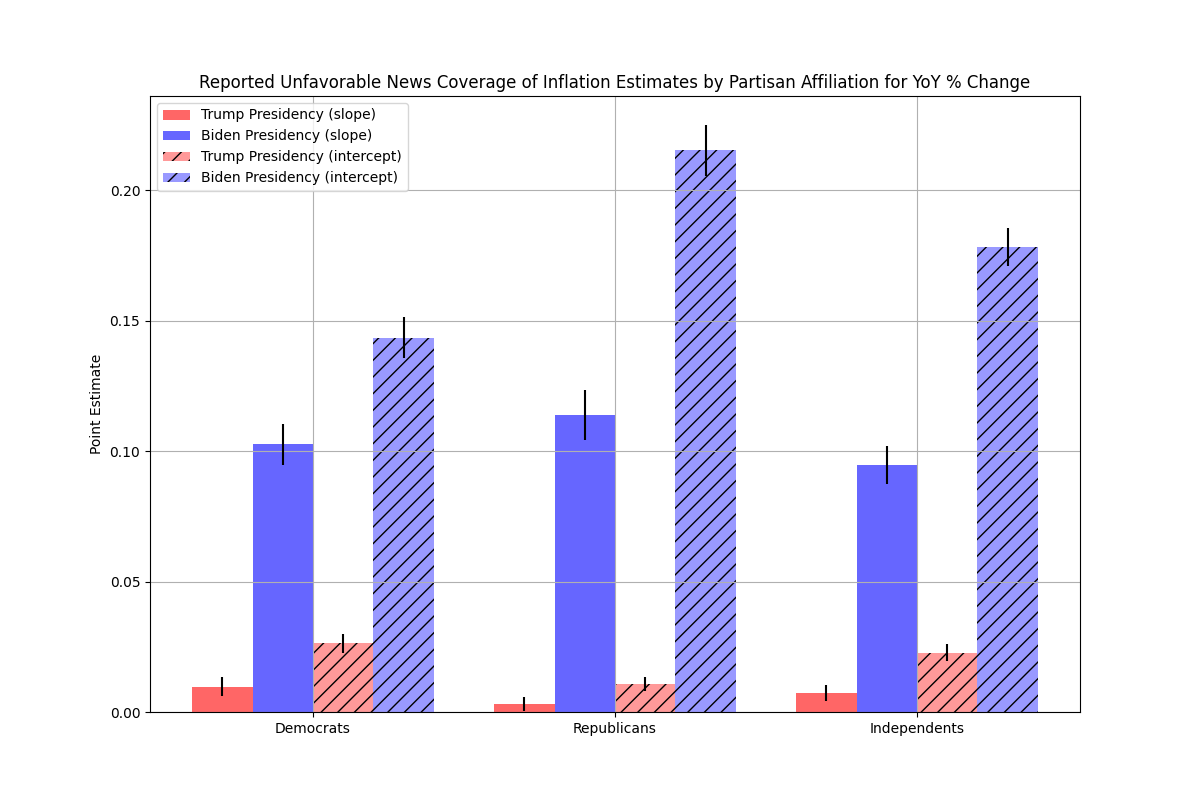 Reported Unfavorable News Coverage of Inflation Estimates by Partisan Affiliation for YoY % Change
Trump Presidency (slope)
Biden Presidency (slope)
Trump Presidency (intercept)
Biden Presidency (intercept)
Point Estimate
0.20
0.15
0.10
0.05
0.00
Democrats
Republicans
Independents